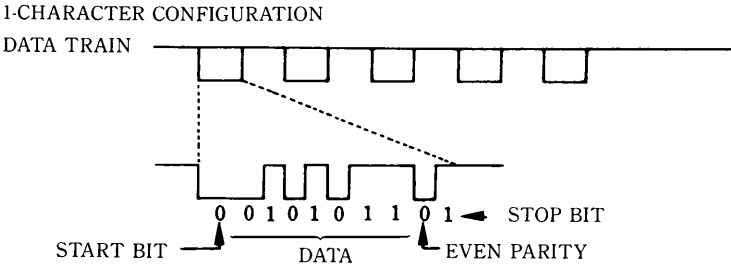 1-CHARACTER CONFIGURATION
DATA TRAIN
0 0 1 0 1 0 1 1 0 1 STOP BIT
START BIT DATA EVEN PARITY